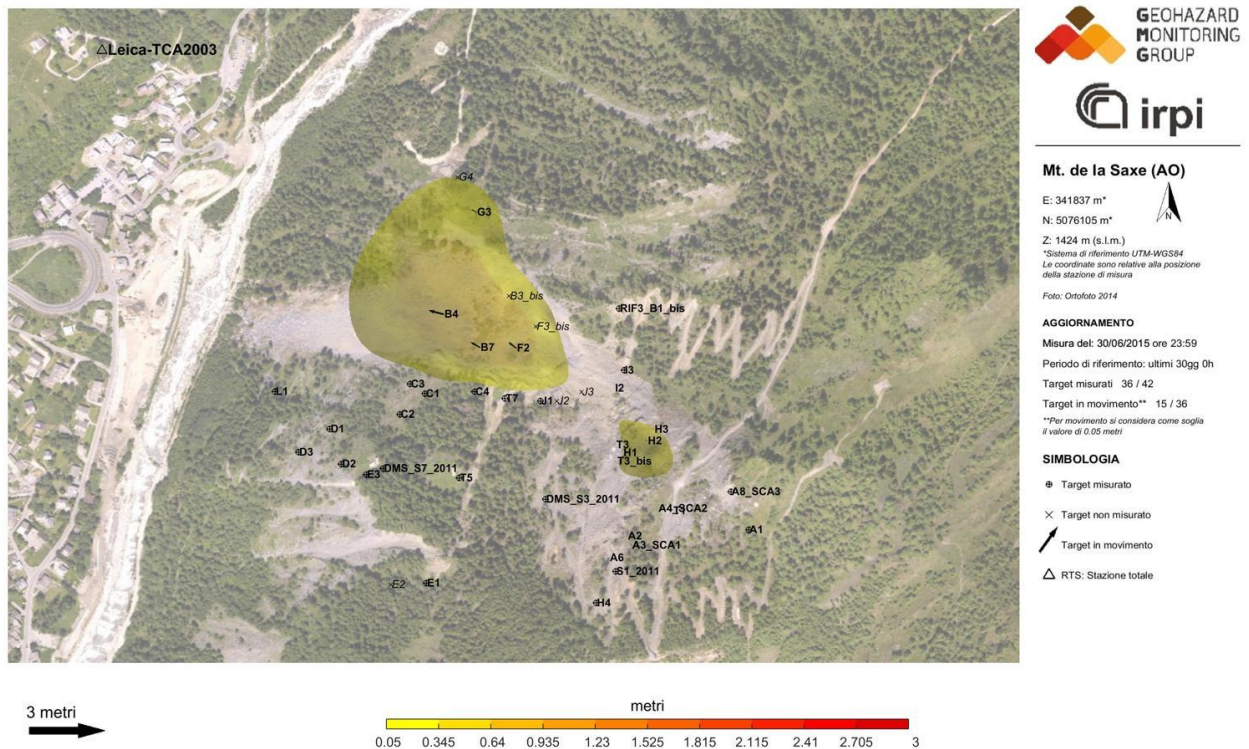 △Leica-TCA2003
G4
G3
B3_bis
B4
RIF3_B1_bis
F3_bis
B7
F2
I3
C3
L1
C1
C4
T7
J1
J2
J3
I2
C2
D1
H3
H2
T3
H1
T3_bis
D3
D2
E3
DMS_S7_2011
T5
DMS_S3_2011
A8_SCA3
A4_SCA2
A1
A2
A3_SCA1
A6
S1_2011
E2
E1
H4
GEOHAZARD
MONITORING
GROUP
irpi
Mt. de la Saxe (AO)
E: 341837 m*
N: 5076105 m*
N
Z: 1424 m (s.l.m.)
*Sistema di riferimento UTM-WGS84
Le coordinate sono relative alla posizione
della stazione di misura
Foto: Ortofoto 2014
AGGIORNAMENTO
Misura del: 30/06/2015 ore 23:59
Periodo di riferimento: ultimi 30gg 0h
Target misurati 36 / 42
Target in movimento** 15 / 36
**Per movimento si considera come soglia
il valore di 0.05 metri
SIMBOLOGIA
Target misurato
Target non misurato
Target in movimento
RTS: Stazione totale
3 metri
metri
0.05 0.345 0.64 0.935 1.23 1.525 1.815 2.115 2.41 2.705 3